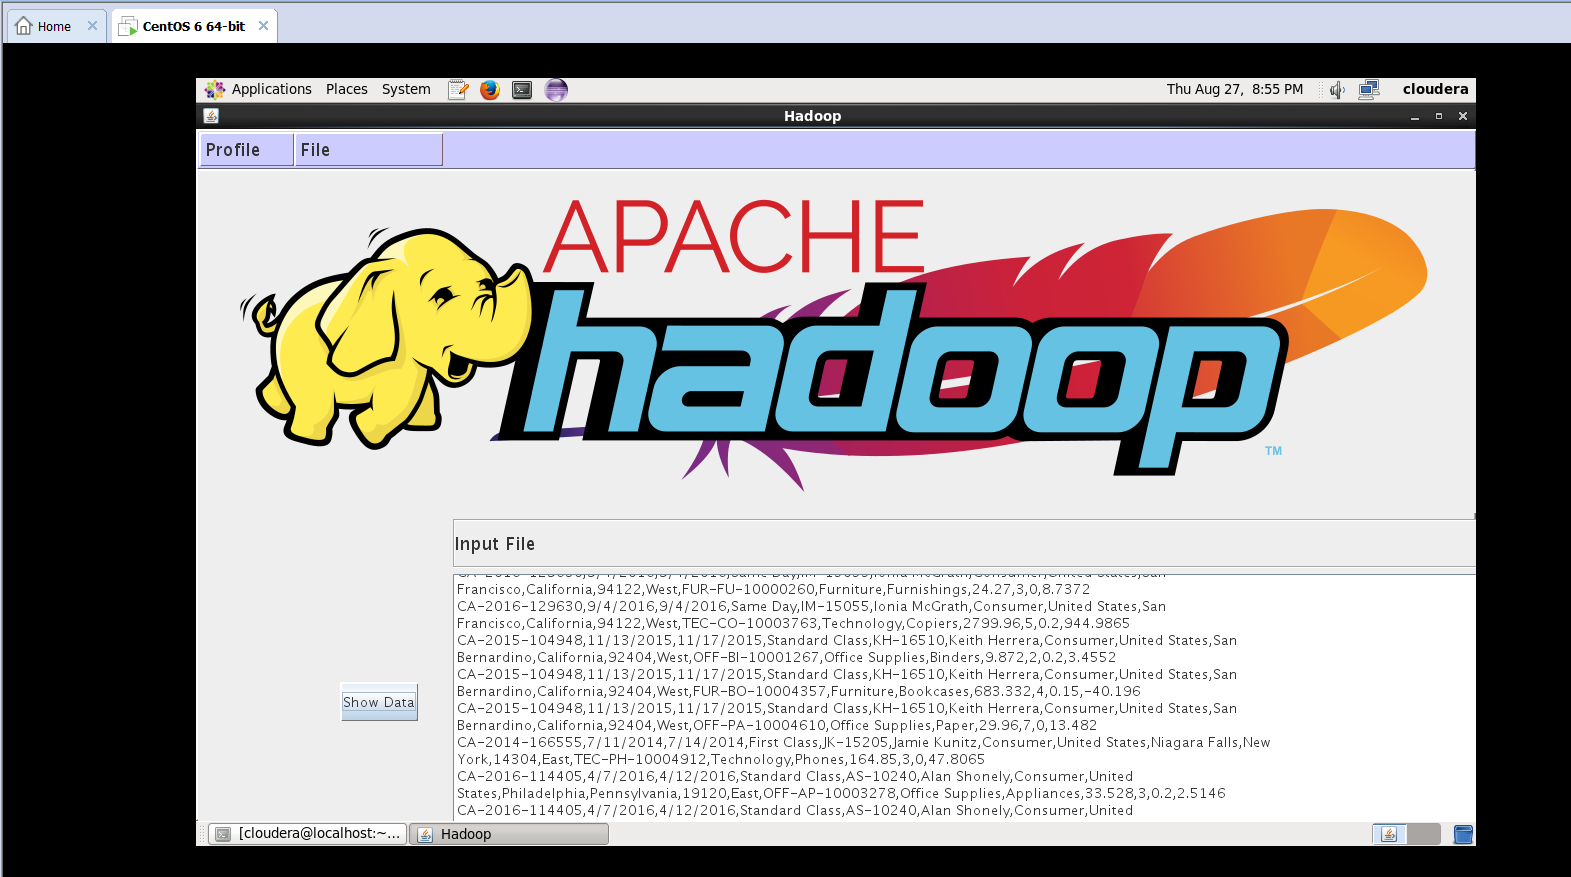 Home
CentOS 6 64-bit
Applications Places System
Thu Aug 27, 8:55 PM
cloudera
Hadoop
Profile
File
APACHE
hadoop
TM
Input File
Francisco,California,94122,West,FUR-FU-10000260,Furniture,Furnishings,24.27,3,0,8.7372
CA-2016-129630,9/4/2016,9/4/2016,Same Day,IM-15055,Ionia McGrath,Consumer,United States,San
Francisco,California,94122,West,TEC-CO-10003763,Technology,Copiers,2799.96,5,0.2,944.9865
CA-2015-104948,11/13/2015,11/17/2015,Standard Class,KH-16510,Keith Herrera,Consumer,United States,San
Bernardino,California,92404,West,OFF-BI-10001267,Office Supplies,Binders,9.872,2,0.2,3.4552
CA-2015-104948,11/13/2015,11/17/2015,Standard Class,KH-16510,Keith Herrera,Consumer,United States,San
Bernardino,California,92404,West,FUR-BO-10004357,Furniture,Bookcases,683.332,4,0.15,-40.196
CA-2015-104948,11/13/2015,11/17/2015,Standard Class,KH-16510,Keith Herrera,Consumer,United States,San
Bernardino,California,92404,West,OFF-PA-10004610,Office Supplies,Paper,29.96,7,0,13.482
CA-2014-166555,7/11/2014,7/14/2014,First Class,JK-15205,Jamie Kunitz,Consumer,United States,Niagara Falls,New
York,14304,East,TEC-PH-10004912,Technology,Phones,164.85,3,0,47.8065
CA-2016-114405,4/7/2016,4/12/2016,Standard Class,AS-10240,Alan Shonely,Consumer,United
States,Philadelphia,Pennsylvania,19120,East,OFF-AP-10003278,Office Supplies,Appliances,33.528,3,0.2,2.5146
CA-2016-114405,4/7/2016,4/12/2016,Standard Class,AS-10240,Alan Shonely,Consumer,United
Show Data
[cloudera@localhost:~...
Hadoop